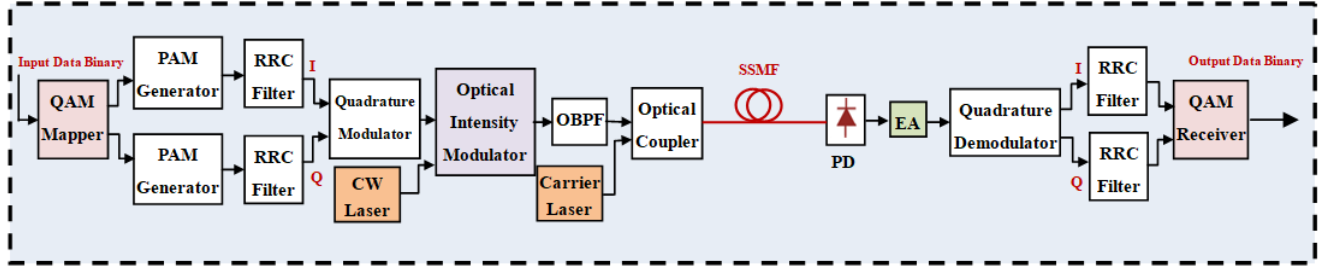 Input Data Binary
QAM
Mapper
PAM
Generator
PAM
Generator
RRC
Filter
I
RRC
Filter
Q
Quadrature
Modulator
CW
Laser
Optical
Intensity
Modulator
OBPF
Carrier
Laser
Optical
Coupler
SSMF
PD
EA
Quadrature
Demodulator
I
RRC
Filter
Q
RRC
Filter
Output Data Binary
QAM
Receiver